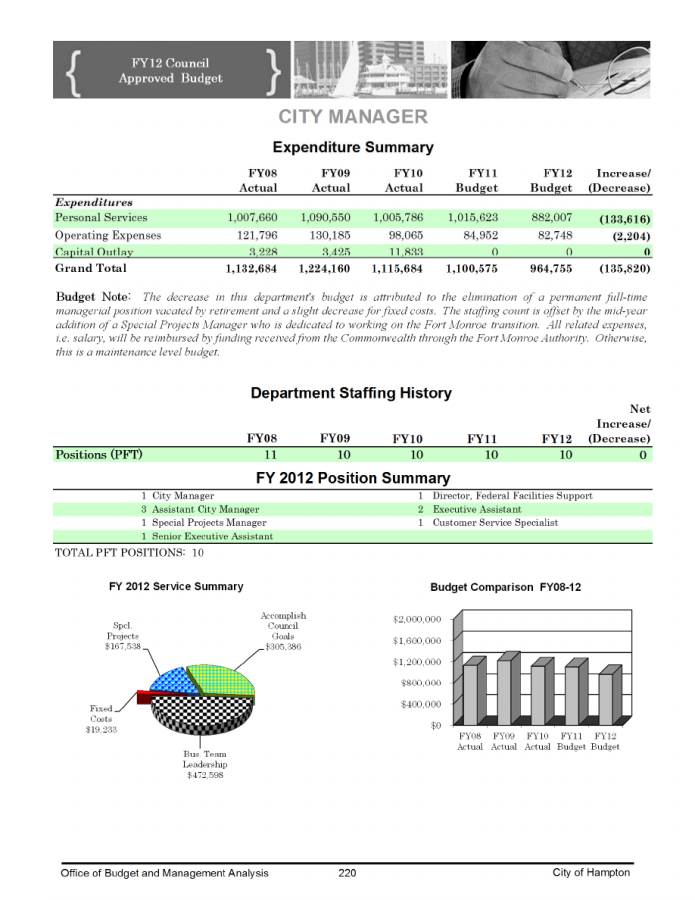 FY12 Council
Approved Budget
CITY MANAGER
Expenditure Summary
FY08 FY09 FY10 FY11 FY12 Increase/
Actual Actual Actual Budget Budget (Decrease)
Expenditures
Personal Services 1,007,660 1,090,550 1,005,786 1,015,623 882,007 (133,616)
Operating Expenses 121,796 130,185 98,065 84,952 82,748 (2,204)
Capital Outlay 3,228 3,425 11,833 0 0 0
Grand Total 1,132,684 1,224,160 1,115,684 1,100,575 964,755 (135,820)
Budget Note: The decrease in this department's budget is attributed to the elimination of a permanent full-time
managerial position vacated by retirement and a slight decrease for fixed costs. The staffing count is offset by the mid-year
addition of a Special Projects Manager who is dedicated to working on the Fort Monroe transition. All related expenses,
i.e. salary, will be reimbursed by funding received from the Commonwealth through the Fort Monroe Authority. Otherwise,
this is a maintenance level budget.
Department Staffing History
Net
Increase/
FY08 FY09 FY10 FY11 FY12 (Decrease)
Positions (PFT) 11 10 10 10 10 0
FY 2012 Position Summary
1 City Manager 1 Director, Federal Facilities Support
3 Assistant City Manager 2 Executive Assistant
1 Special Projects Manager 1 Customer Service Specialist
1 Senior Executive Assistant
TOTAL PFT POSITIONS: 10
FY 2012 Service Summary
Spcl.
Projects
$167,538
Accomplish
Council
Goals
$305,386
Fixed
Costs
$19,233
Bus. Team
Leadership
$472,598
Budget Comparison FY08-12
$2,000,000
$1,600,000
$1,200,000
$800,000
$400,000
$0
FY08 FY09 FY10 FY11 FY12
Actual Actual Actual Budget Budget
Office of Budget and Management Analysis 220 City of Hampton